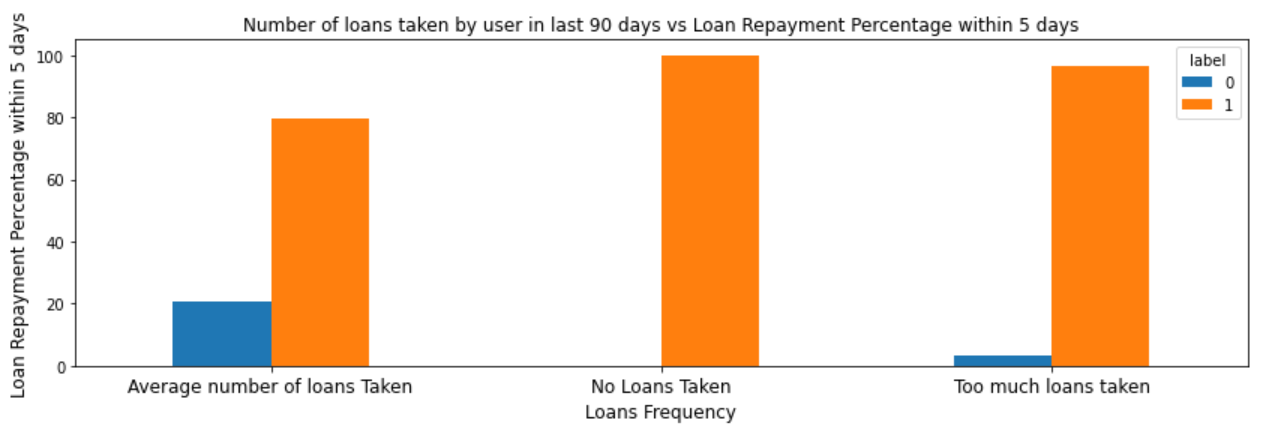 Number of loans taken by user in last 90 days vs Loan Repayment Percentage within 5 days
Loan Repayment Percentage within 5 days
100
80
60
40
20
0
label
0
1
Average number of loans Taken
No Loans Taken
Too much loans taken
Loans Frequency